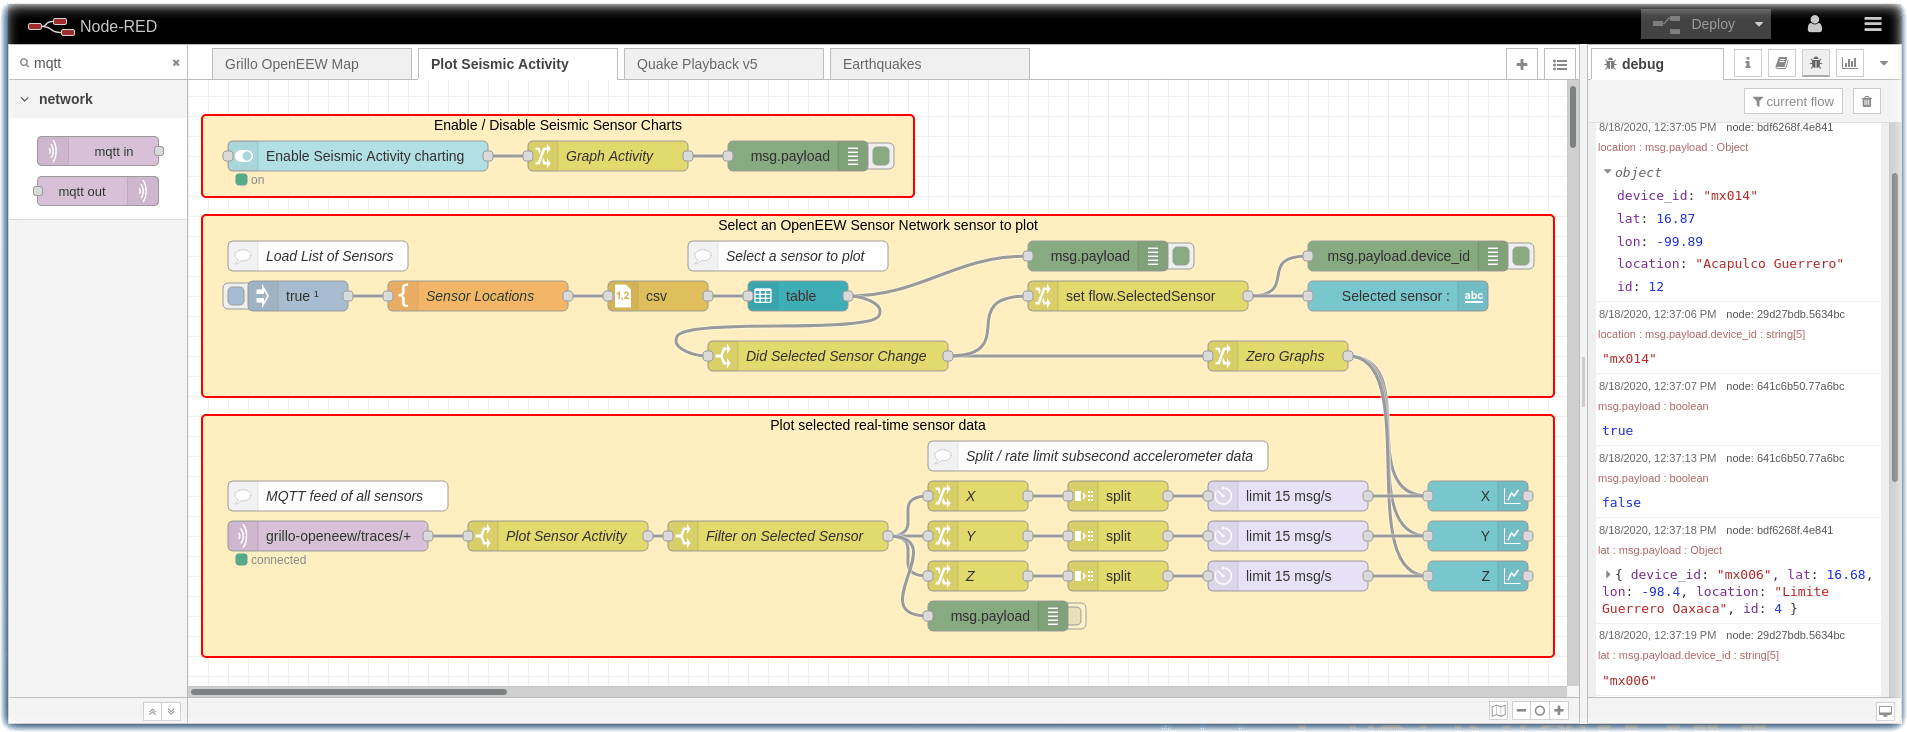 Node-RED
Deploy
mqtt
network
mqtt in
mqtt out
Grillo OpenEEW Map
Plot Seismic Activity
Quake Playback v5
Earthquakes
Enable / Disable Seismic Sensor Charts
Enable Seismic Activity charting
Graph Activity
msg.payload
on
Select an OpenEEW Sensor Network sensor to plot
Load List of Sensors
Select a sensor to plot
msg.payload
msg.payload.device_id
true ¹
Sensor Locations
1,2
csv
table
set flow.SelectedSensor
Selected sensor :
abc
Did Selected Sensor Change
Zero Graphs
Plot selected real-time sensor data
Split / rate limit subsecond accelerometer data
MQTT feed of all sensors
X
split
limit 15 msg/s
X
grillo-openeew/traces/+
Plot Sensor Activity
Filter on Selected Sensor
Y
split
limit 15 msg/s
Y
connected
Z
split
limit 15 msg/s
Z
msg.payload
debug
i
current flow
8/18/2020, 12:37:05 PM node: bdf6268f.4e841
location : msg.payload : Object
object
device_id: "mx014"
lat: 16.87
lon: -99.89
location: "Acapulco Guerrero"
id: 12
8/18/2020, 12:37:06 PM node: 29d27bdb.5634bc
location : msg.payload.device_id : string[5]
"mx014"
8/18/2020, 12:37:07 PM node: 641c6b50.77a6bc
msg.payload : boolean
true
8/18/2020, 12:37:13 PM node: 641c6b50.77a6bc
msg.payload : boolean
false
8/18/2020, 12:37:18 PM node: bdf6268f.4e841
lat : msg.payload : Object
{ device_id: "mx006", lat: 16.68,
lon: -98.4, location: "Limite
Guerrero Oaxaca", id: 4 }
8/18/2020, 12:37:19 PM node: 29d27bdb.5634bc
lat : msg.payload.device_id : string[5]
"mx006"